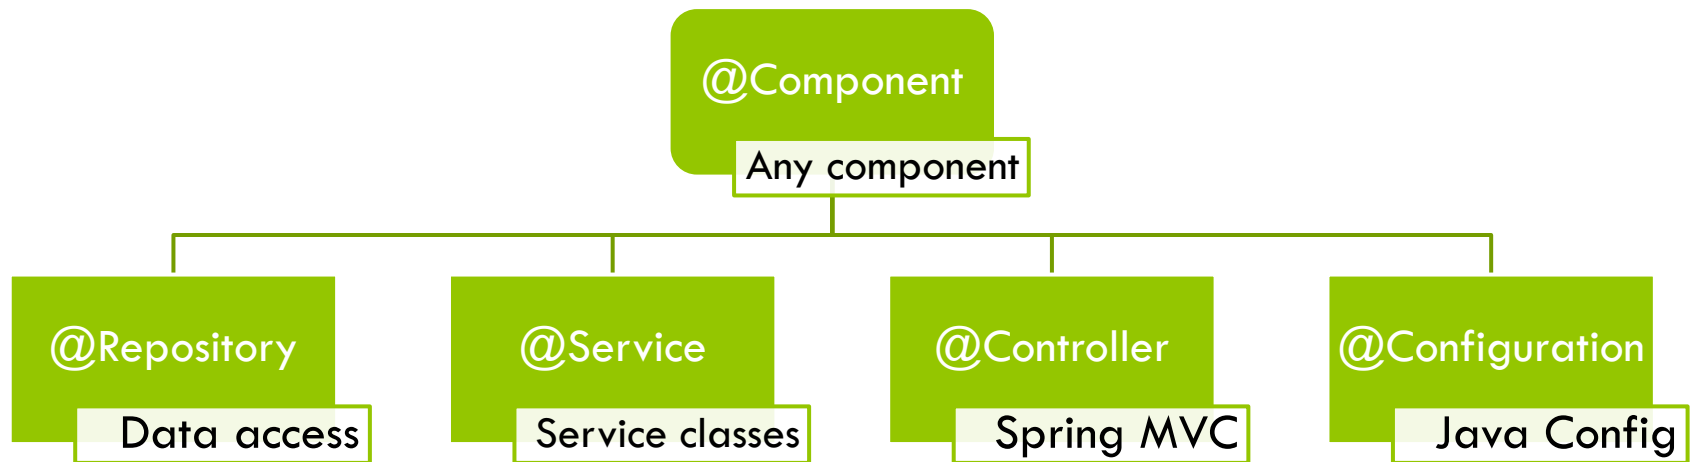 @Component
Any component
@Repository
Data access
@Service
Service classes
@Controller
Spring MVC
@Configuration
Java Config